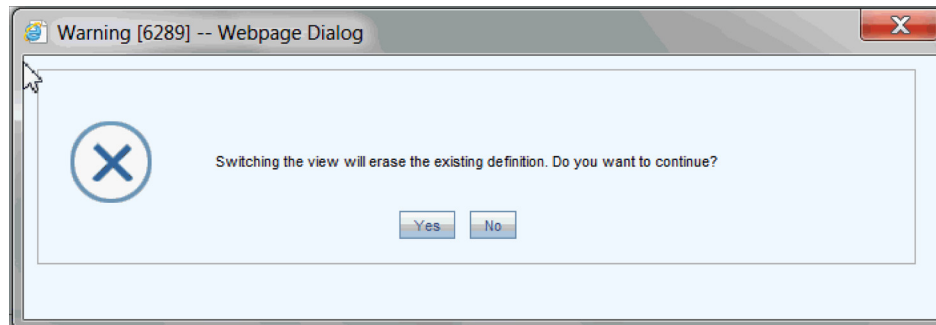 Warning [6289] -- Webpage Dialog
Switching the view will erase the existing definition. Do you want to continue?
Yes No